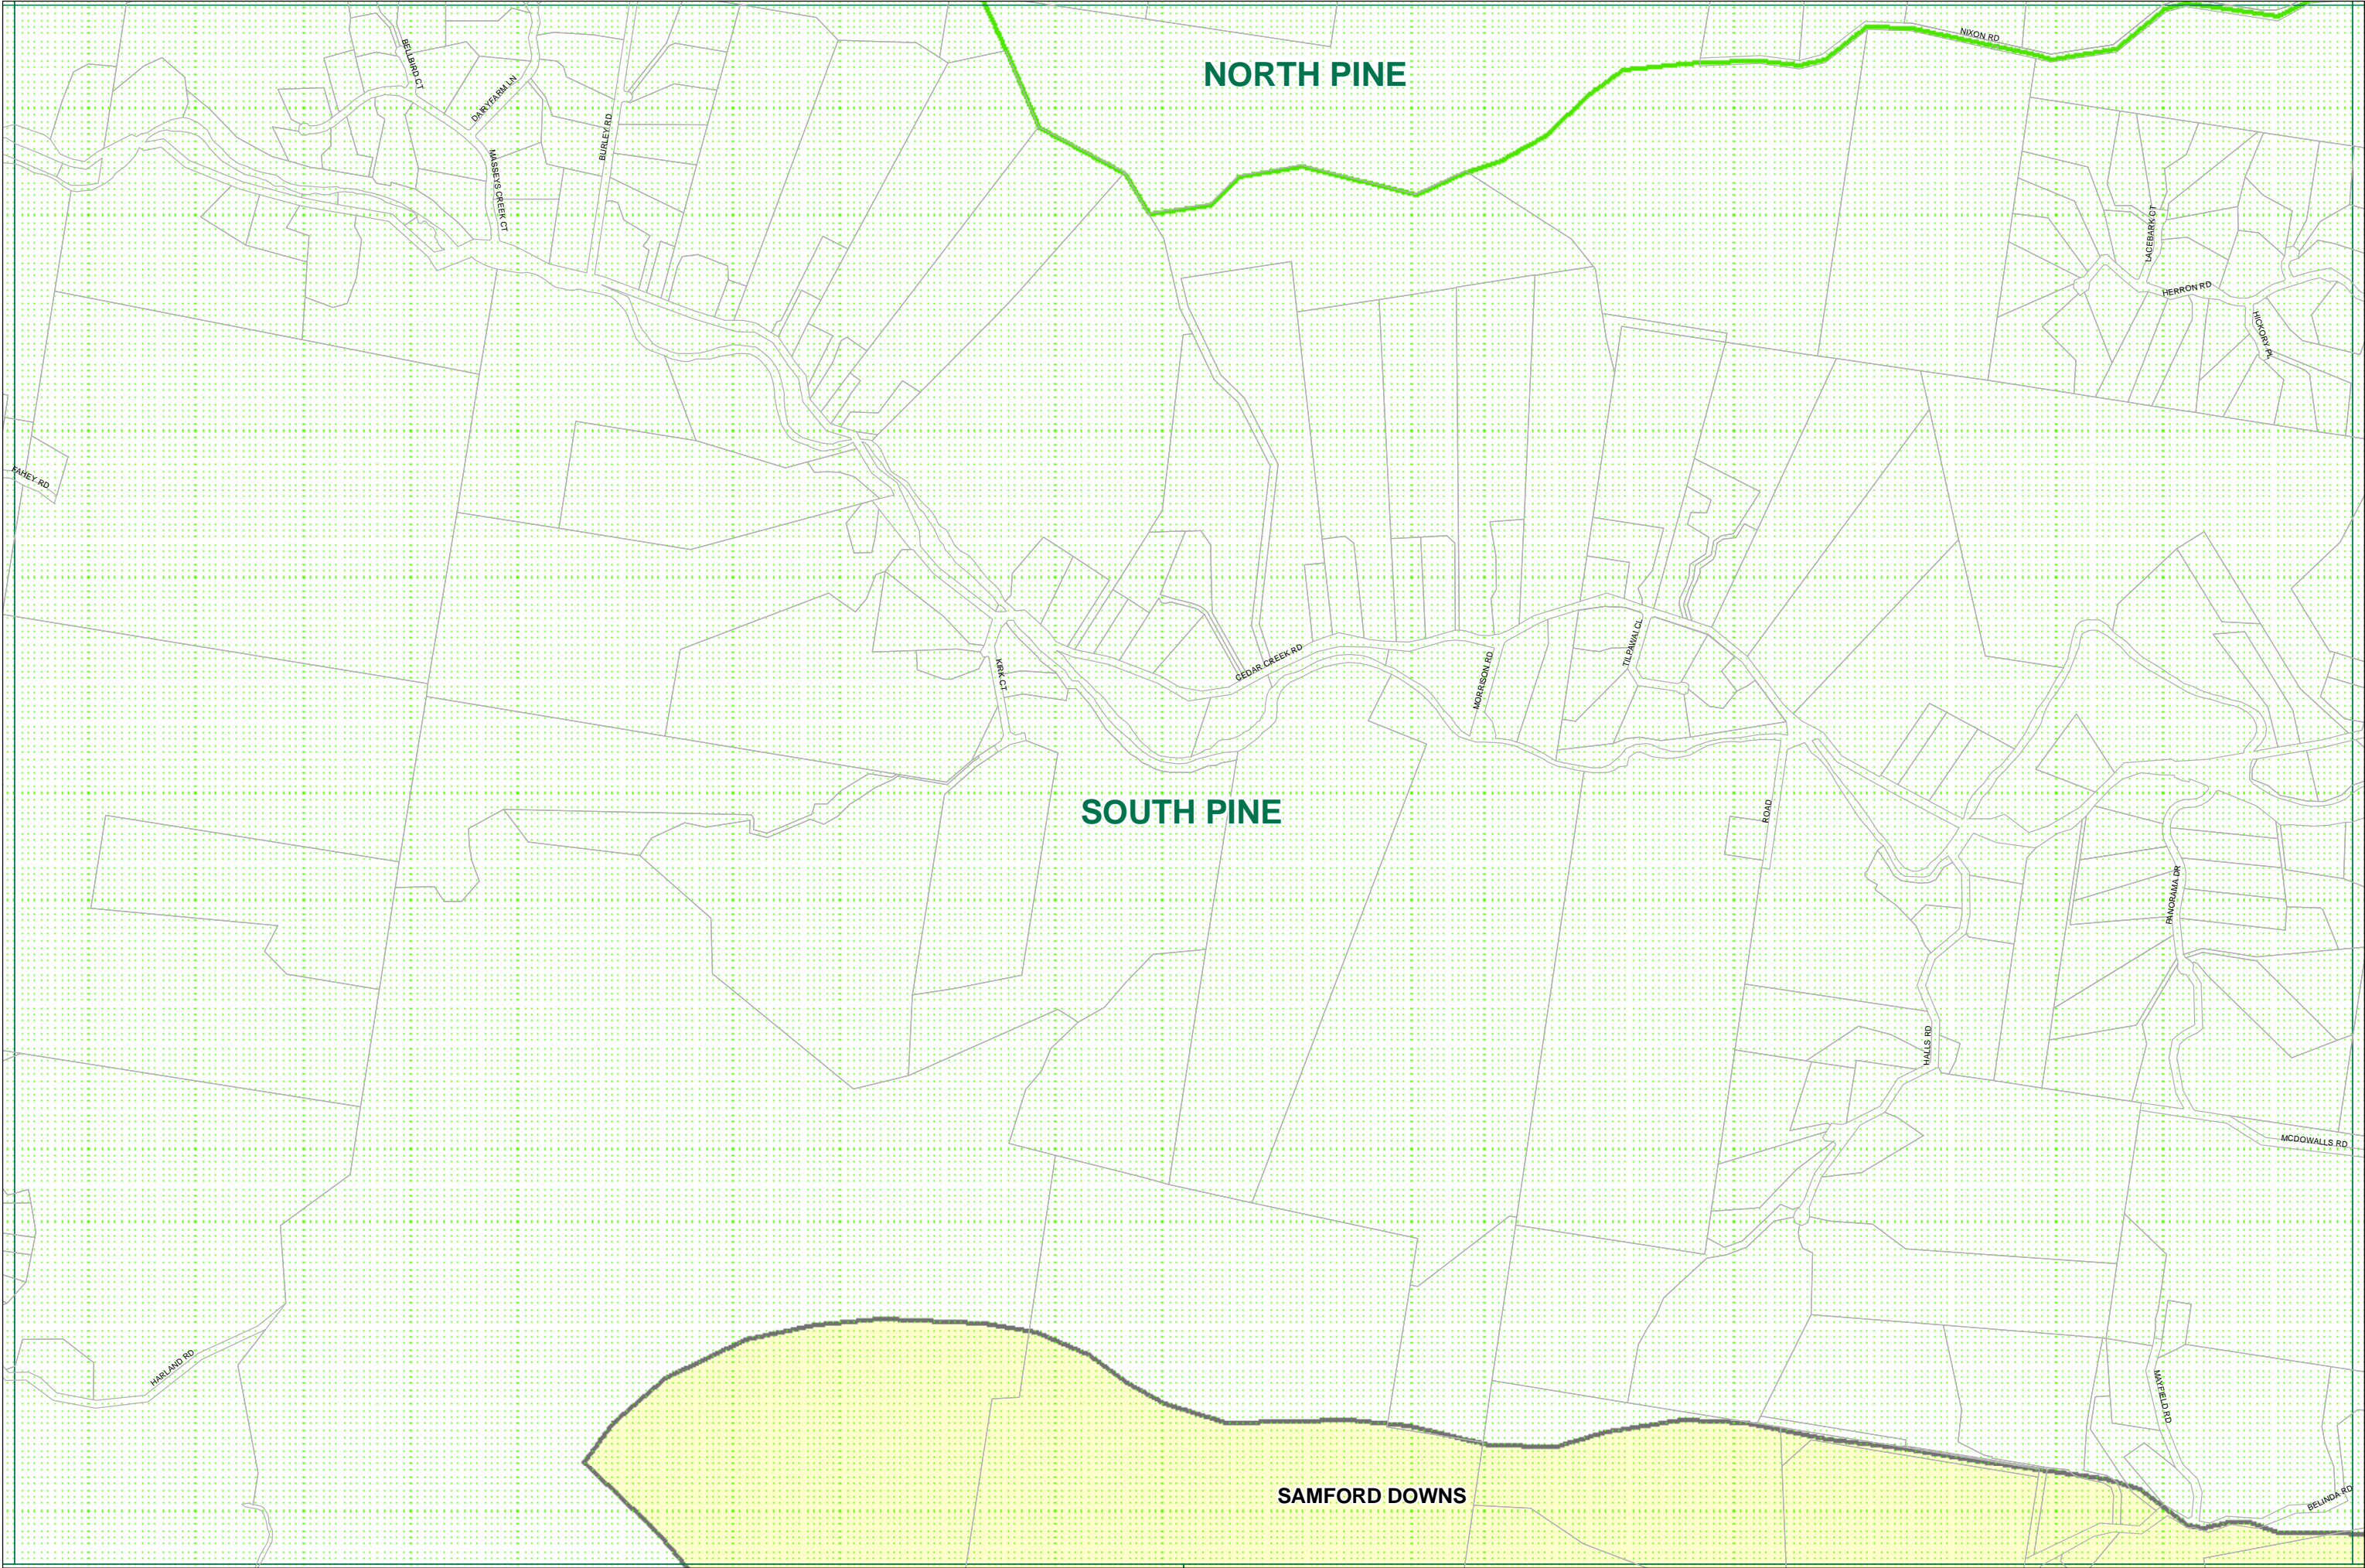 NIXON RD
BELLBIRD CT
NORTH PINE
DAIRYFARM LN
BURLEY RD
MASSEYS CREEK CT
LACEBARK CT
HERRON RD
HICKORY PL
FAHEY RD
TILPAWAI CL
CEDAR CREEK RD
KIRK CT
MORRISON RD
SOUTH PINE
ROAD
PANORAMA DR
HALLS RD
MCDOWALLS RD
HARLAND RD
MAYFIELD RD
SAMFORD DOWNS
BELINDA RD